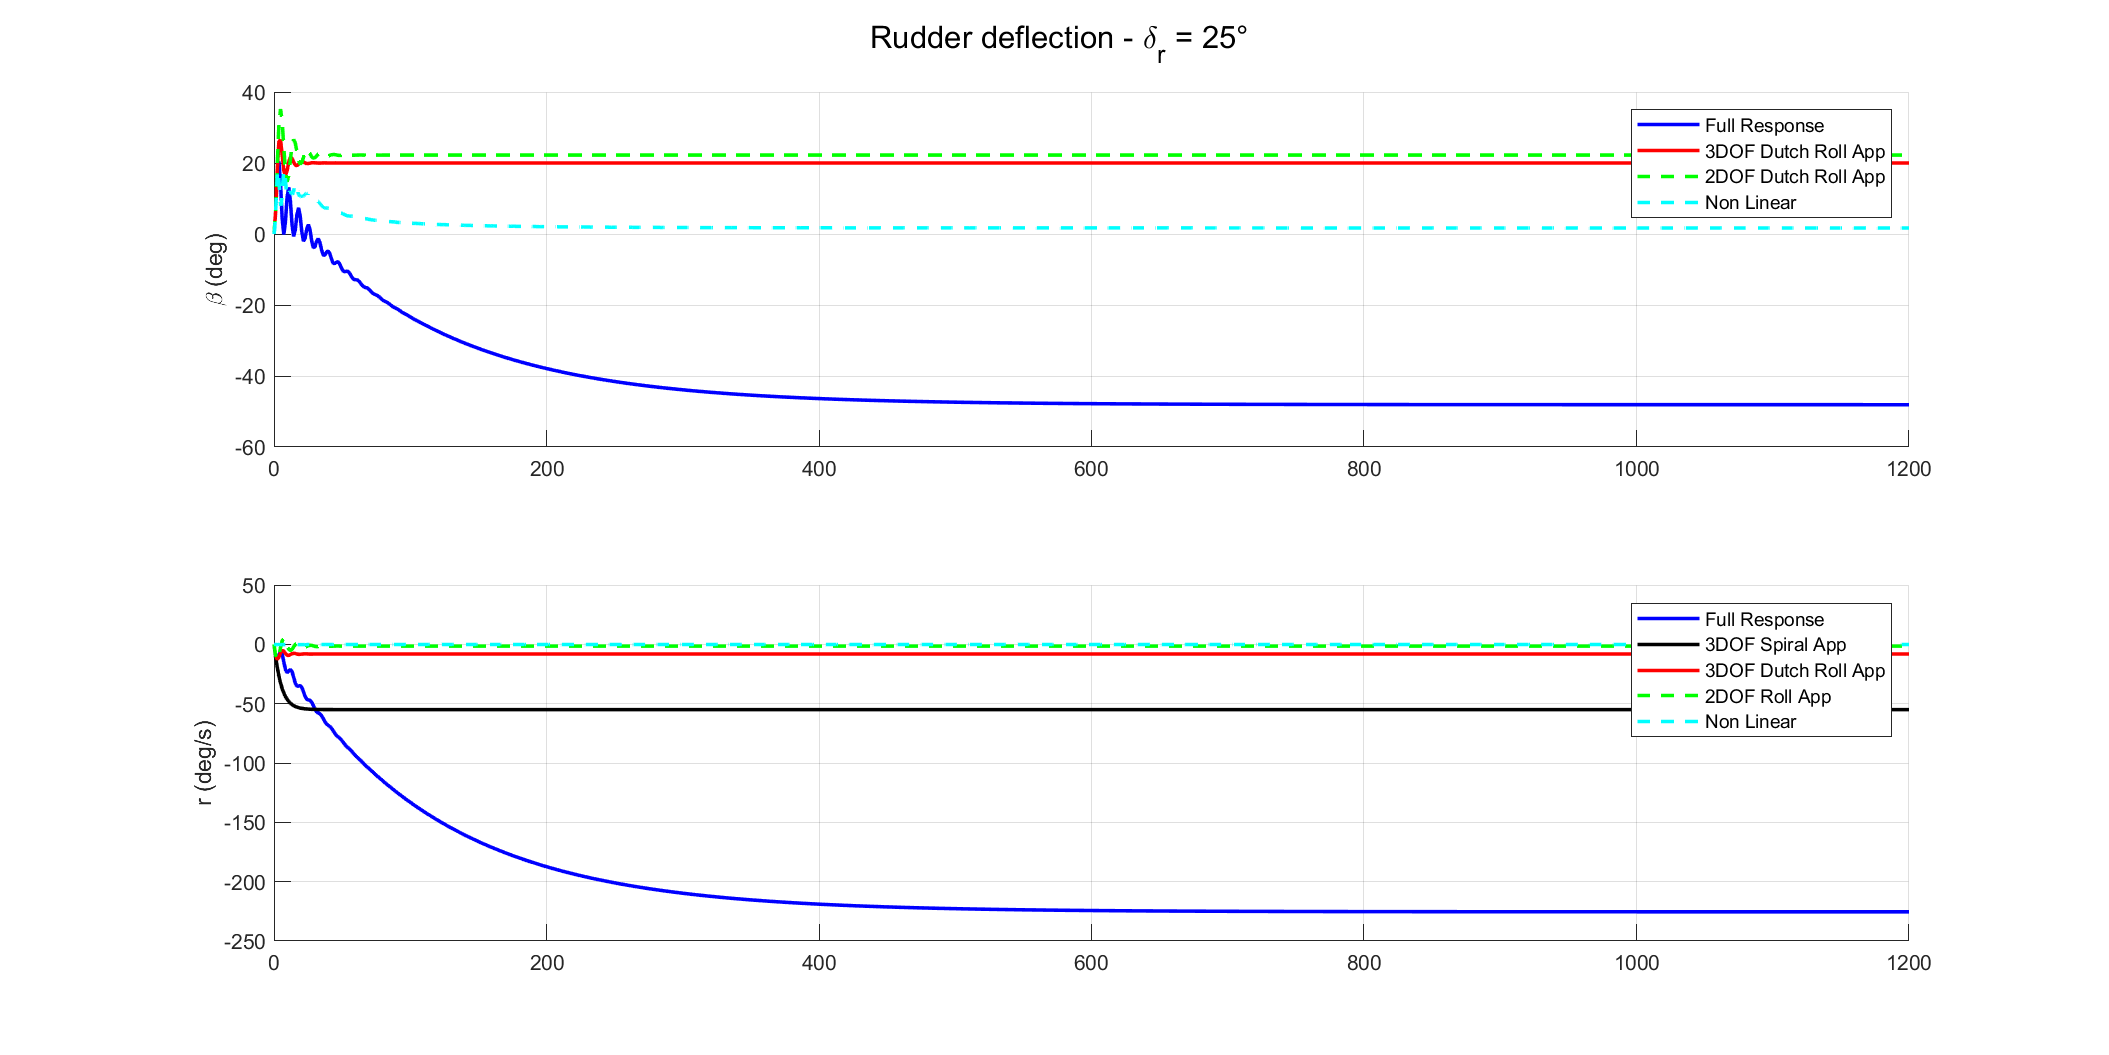 Rudder deflection - δr = 25°
40
20
0
-20
-40
-60
β (deg)
0 200 400 600 800 1000 1200
Full Response
3DOF Dutch Roll App
2DOF Dutch Roll App
Non Linear
50
0
-50
-100
-150
-200
-250
r (deg/s)
0 200 400 600 800 1000 1200
Full Response
3DOF Spiral App
3DOF Dutch Roll App
2DOF Roll App
Non Linear